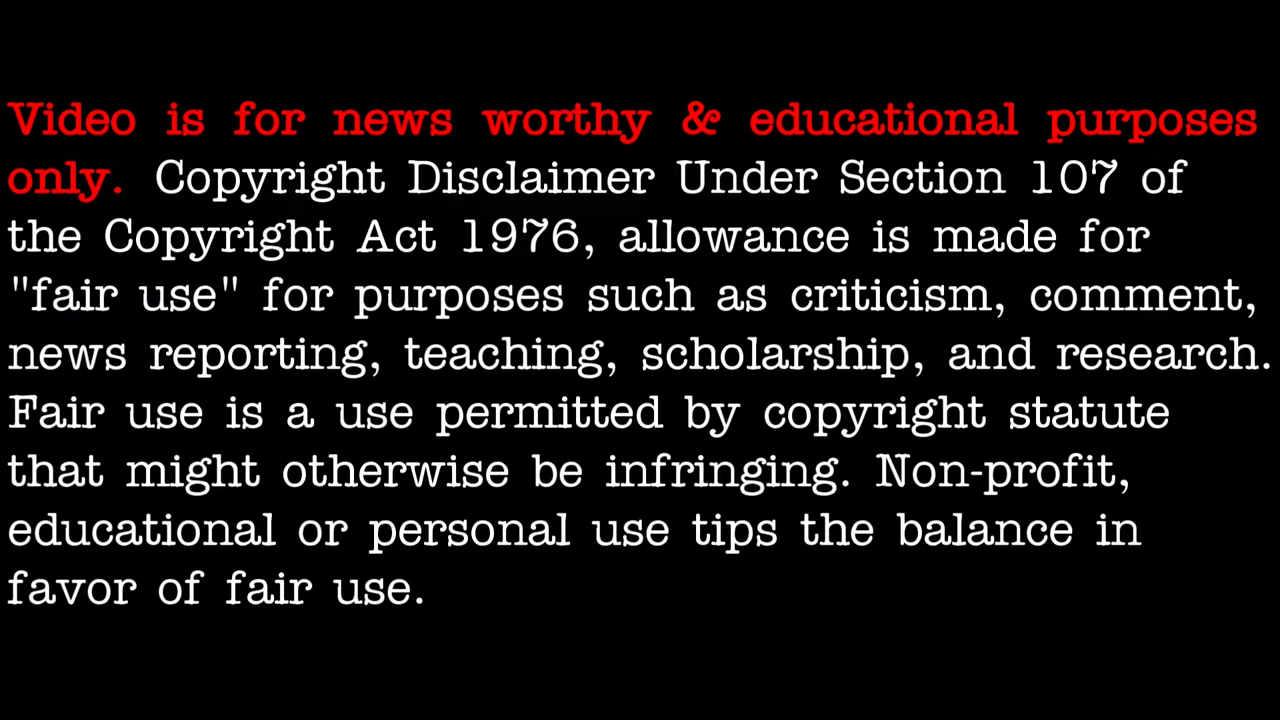 Video is for news worthy & educational purposes
only. Copyright Disclaimer Under Section 107 of
the Copyright Act 1976, allowance is made for
"fair use" for purposes such as criticism, comment,
news reporting, teaching, scholarship, and research.
Fair use is a use permitted by copyright statute
that might otherwise be infringing. Non-profit,
educational or personal use tips the balance in
favor of fair use.